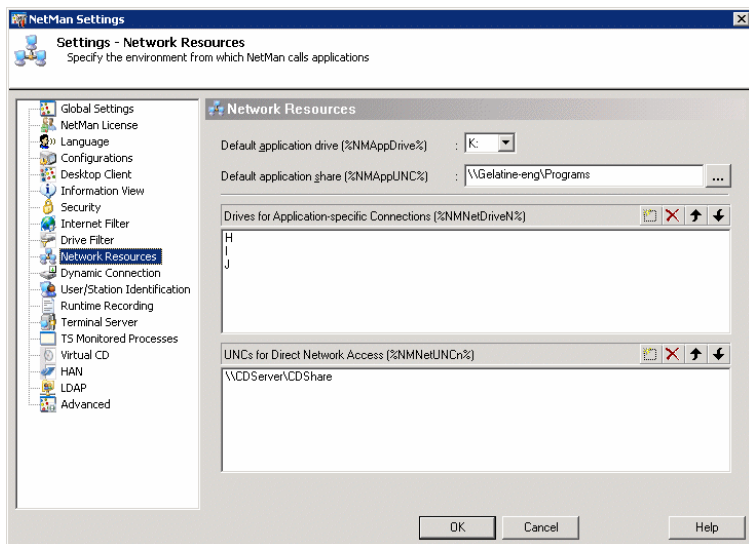 NetMan Settings
Settings - Network Resources
Specify the environment from which NetMan calls applications
Global Settings
NetMan License
Language
Configurations
Desktop Client
Information View
Security
Internet Filter
Drive Filter
Network Resources
Dynamic Connection
User/Station Identification
Runtime Recording
Terminal Server
TS Monitored Processes
Virtual CD
HAN
LDAP
Advanced
Network Resources
Default application drive (%NMAppDrive%) : K:
Default application share (%NMAppUNC%) : \\Gelatine-eng\Programs ...
Drives for Application-specific Connections (%NMNetDriveN%)
H
I
J
UNCs for Direct Network Access (%NMNetUNCn%)
\\CDServer\CDShare
OK Cancel Help